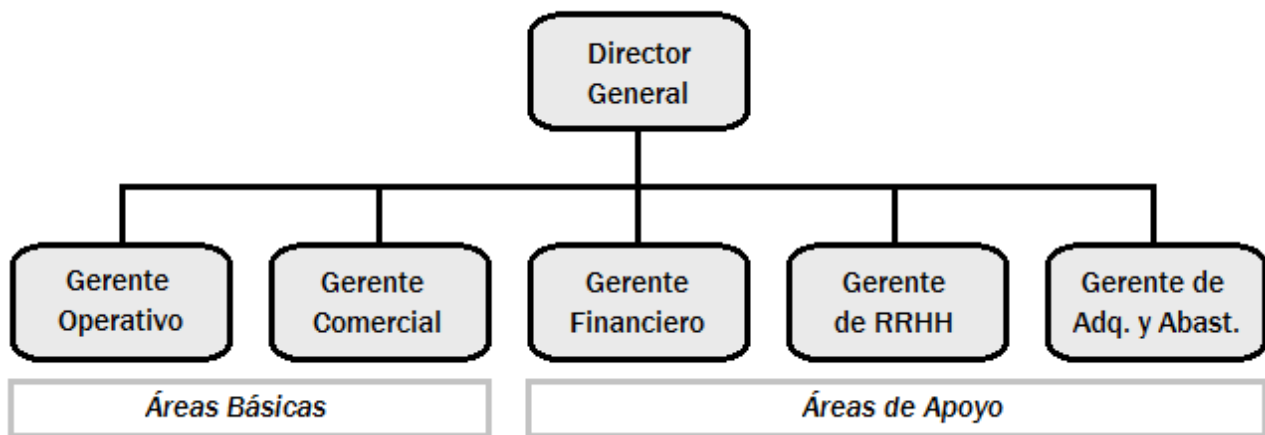 Director
General
Gerente
Operativo
Gerente
Comercial
Gerente
Financiero
Gerente
de RRHH
Gerente de
Adq. y Abast.
Áreas Básicas
Áreas de Apoyo